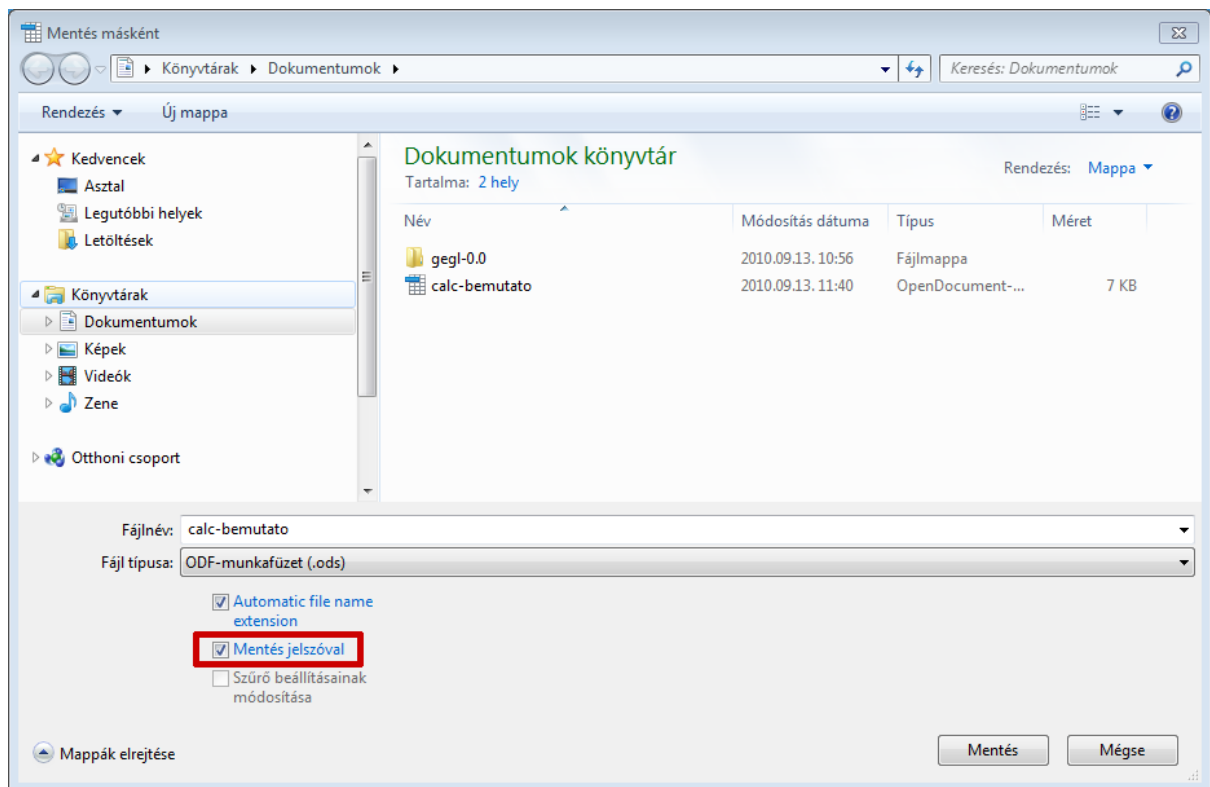 Mentés másként
Könyvtárak Dokumentumok
Keresés: Dokumentumok
Rendezés Új mappa
Kedvencek
Asztal
Legutóbbi helyek
Letöltések
Könyvtárak
Dokumentumok
Képek
Videók
Zene
Otthoni csoport
Dokumentumok könyvtár
Tartalma: 2 hely
Rendezés: Mappa
Név Módosítás dátuma Típus Méret
gegl-0.0 2010.09.13. 10:56 Fájlmappa
calc-bemutato 2010.09.13. 11:40 OpenDocument-... 7 KB
Fájlnév: calc-bemutato
Fájl típusa: ODF-munkafüzet (.ods)
Automatic file name
extension
Mentés jelszóval
Szűrő beállításainak
módosítása
Mappák elrejtése
Mentés Mégse